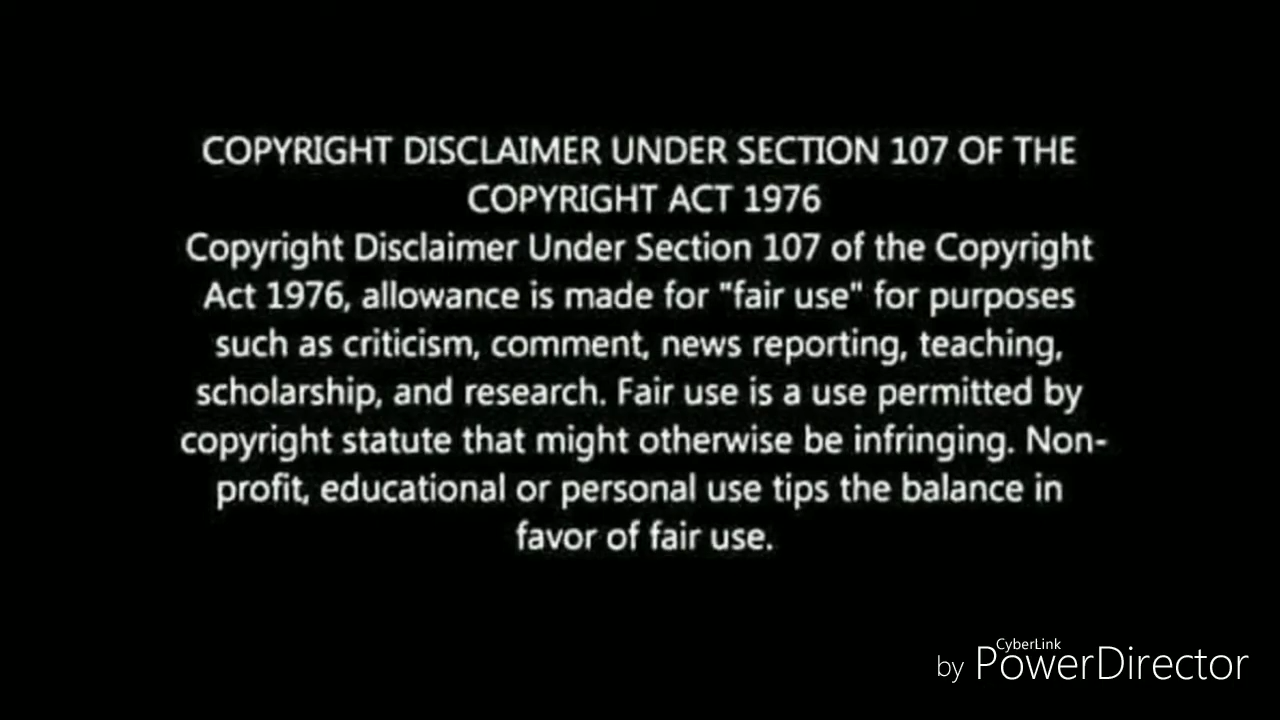 COPYRIGHT DISCLAIMER UNDER SECTION 107 OF THE
COPYRIGHT ACT 1976
Copyright Disclaimer Under Section 107 of the Copyright
Act 1976, allowance is made for "fair use" for purposes
such as criticism, comment, news reporting, teaching,
scholarship, and research. Fair use is a use permitted by
copyright statute that might otherwise be infringing. Non-
profit, educational or personal use tips the balance in
favor of fair use.
CyberLink
by PowerDirector